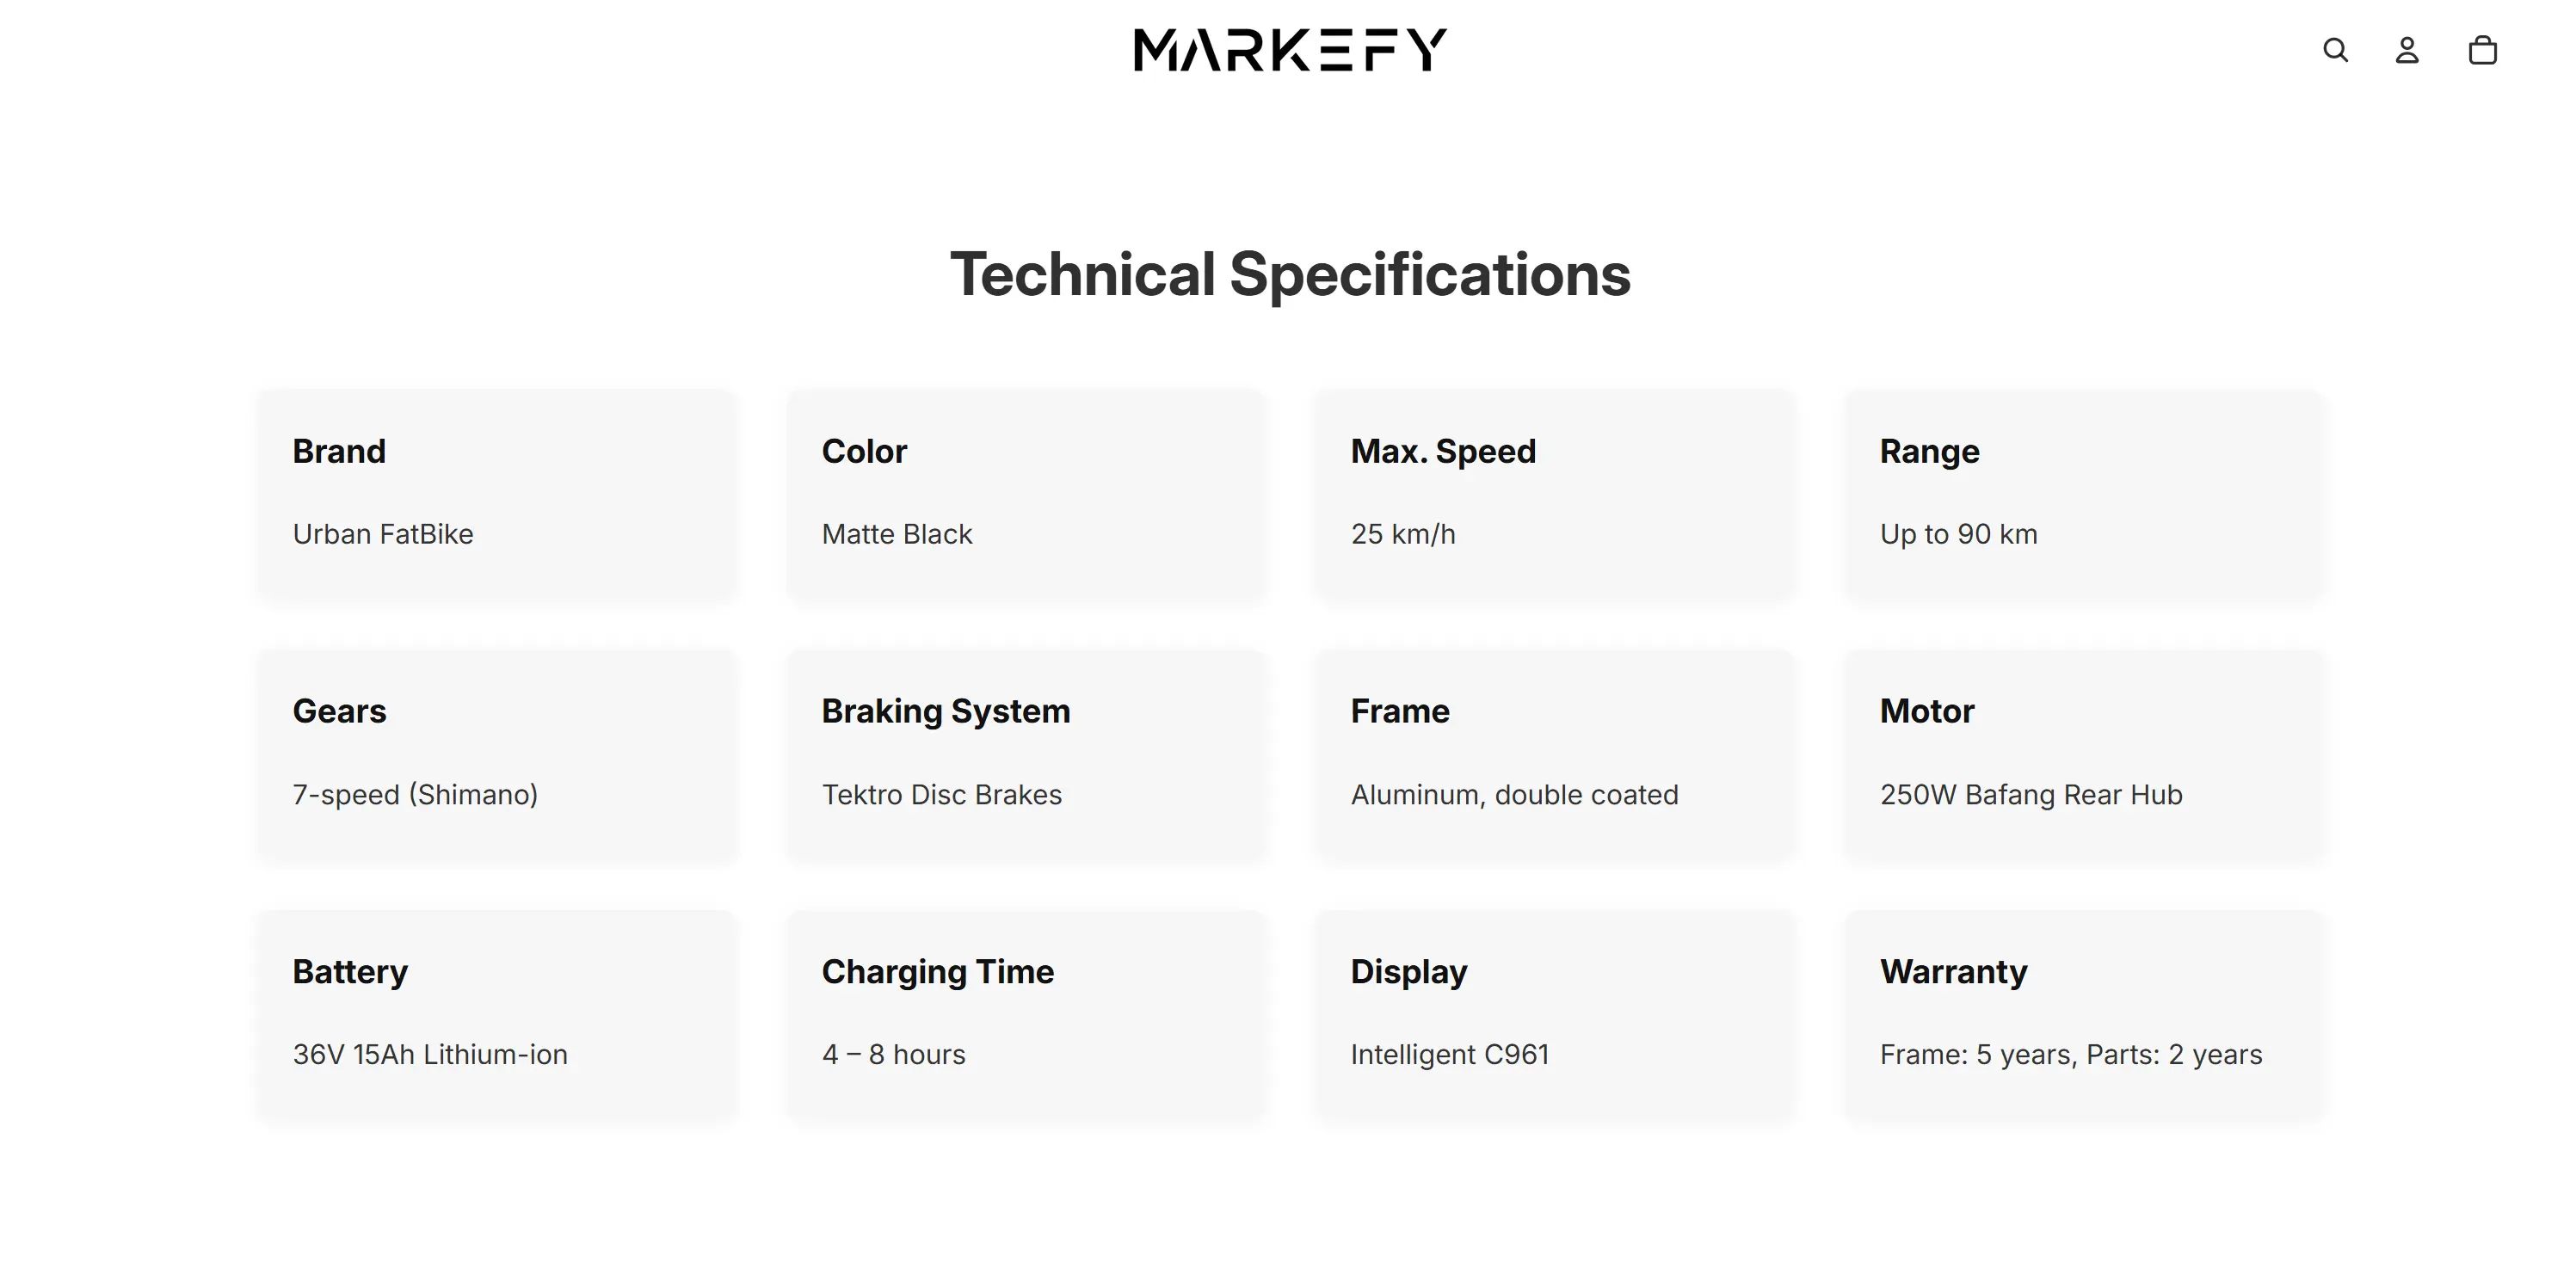 MARKEFY
Technical Specifications
Brand
Urban FatBike
Color
Matte Black
Max. Speed
25 km/h
Range
Up to 90 km
Gears
7-speed (Shimano)
Braking System
Tektro Disc Brakes
Frame
Aluminum, double coated
Motor
250W Bafang Rear Hub
Battery
36V 15Ah Lithium-ion
Charging Time
4 – 8 hours
Display
Intelligent C961
Warranty
Frame: 5 years, Parts: 2 years